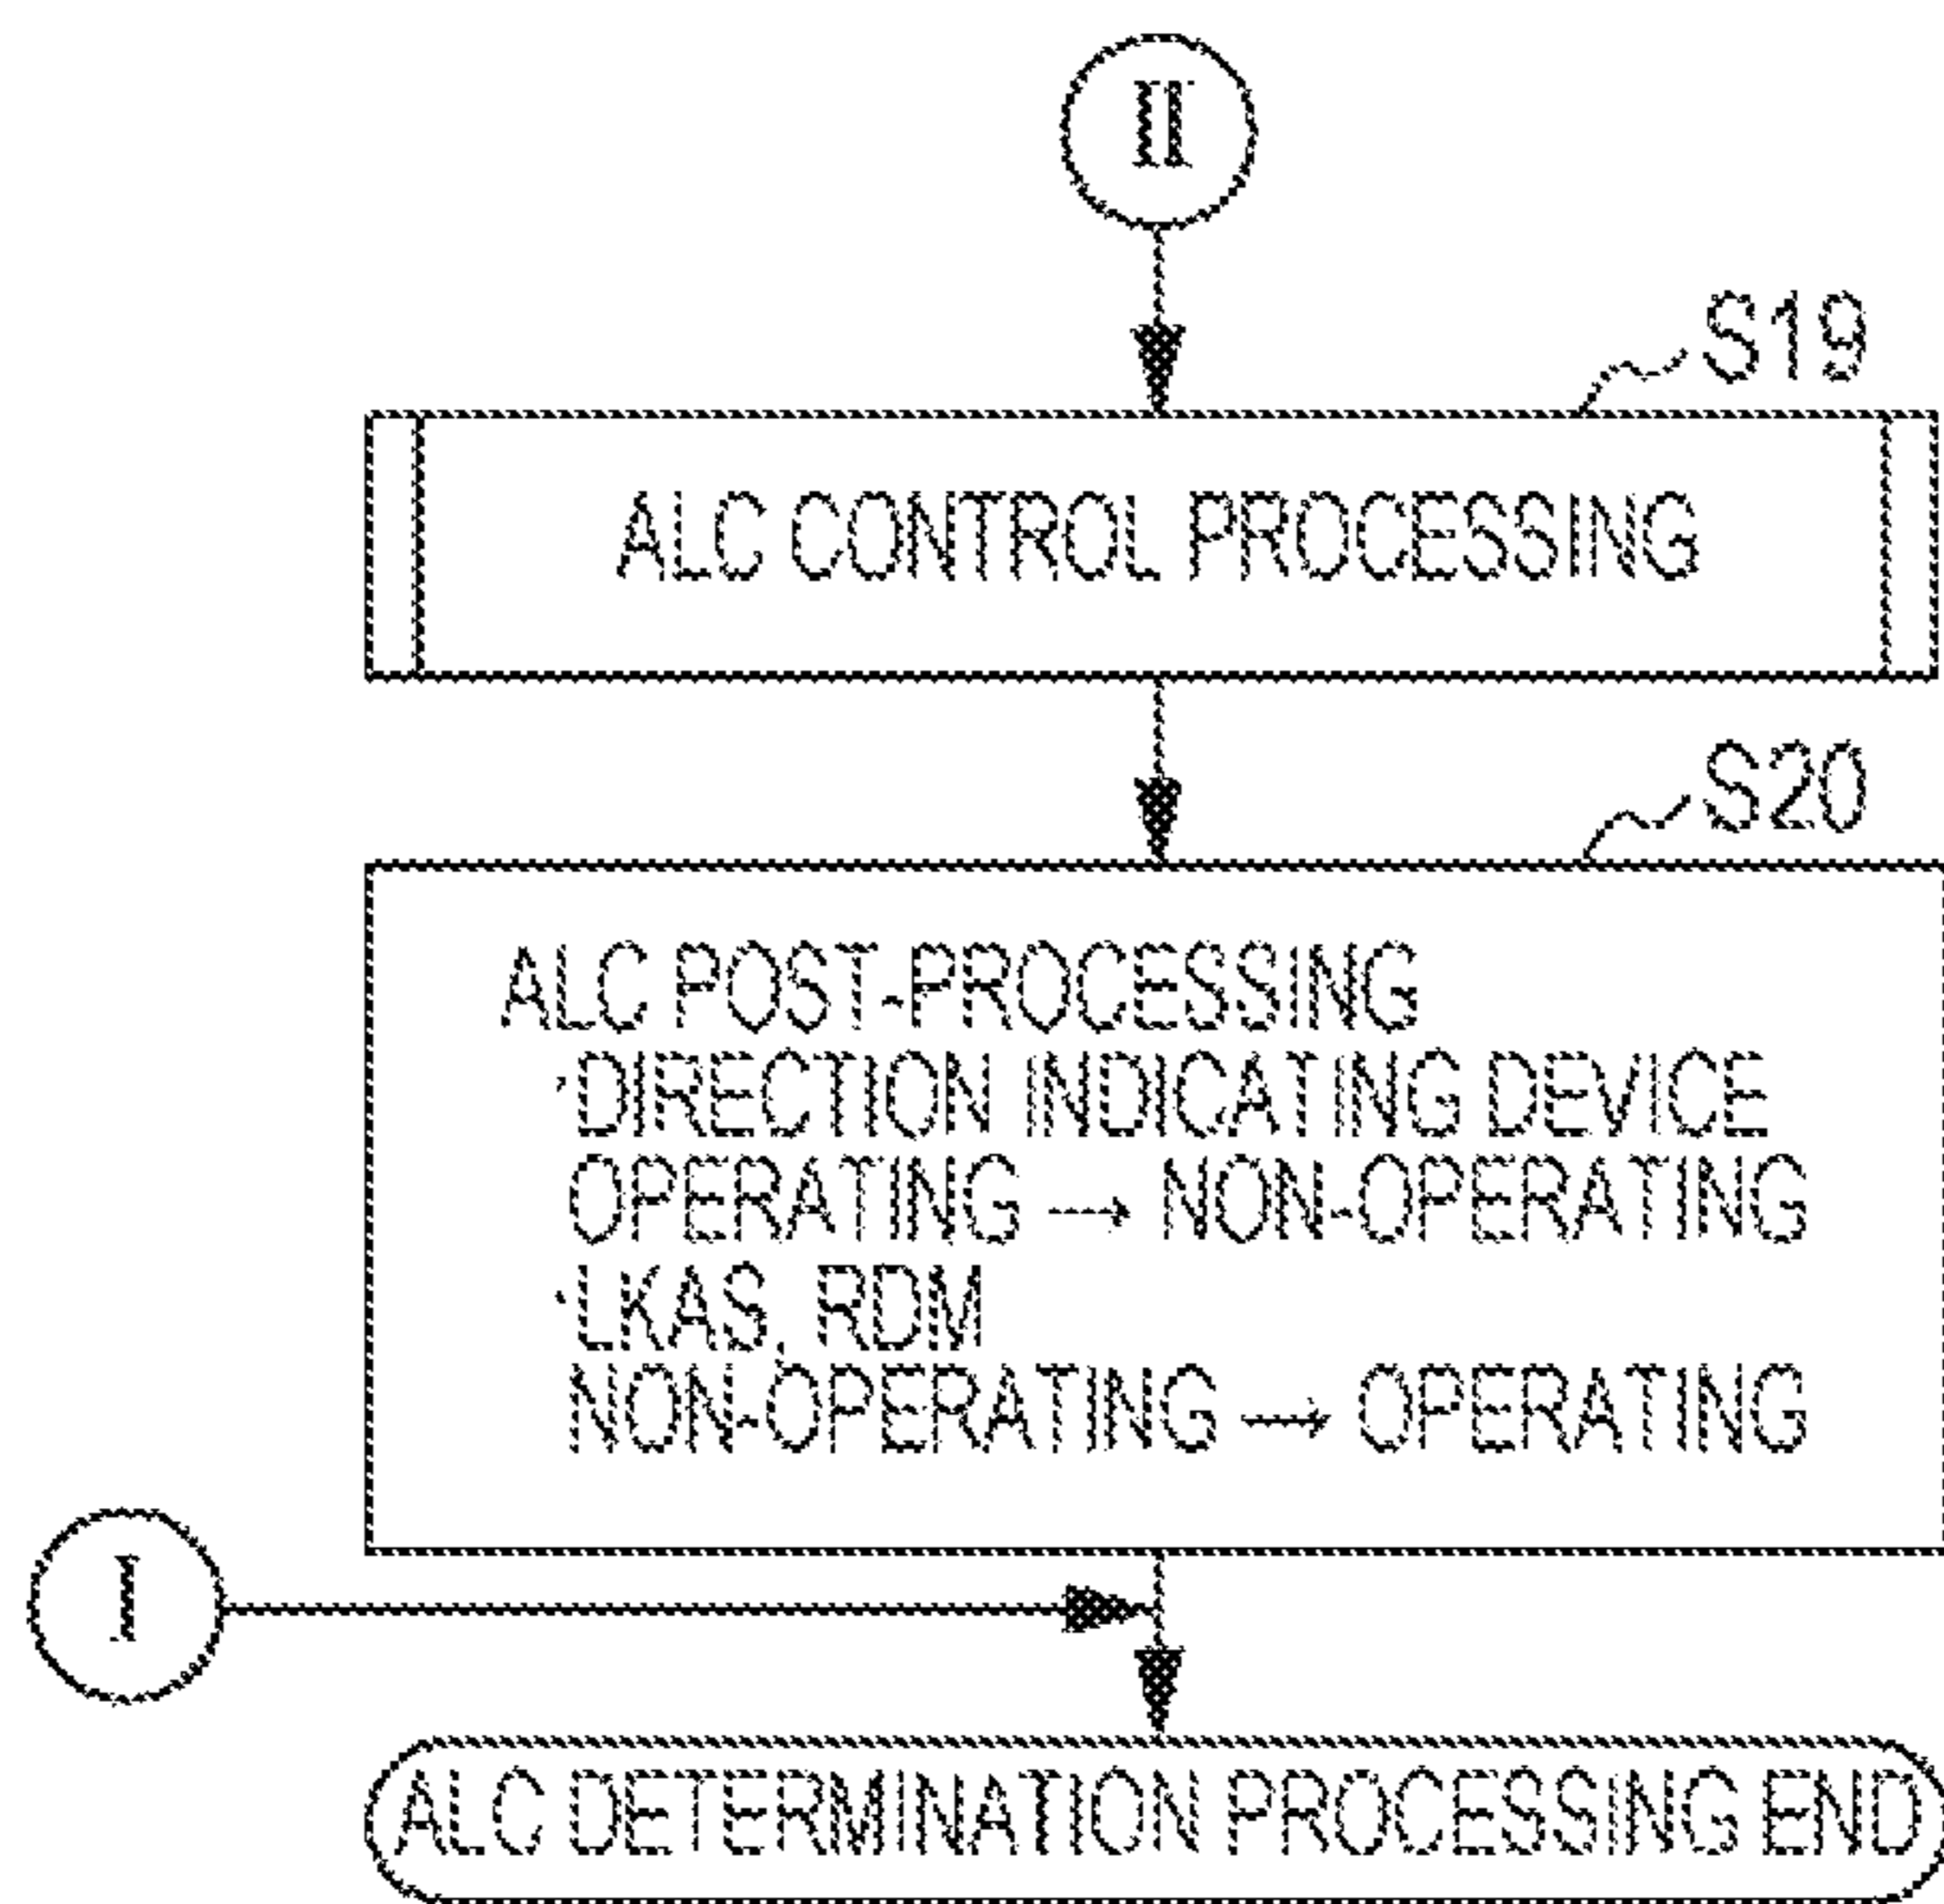 II
S19
ALC CONTROL PROCESSING
S20
ALC POST-PROCESSING
·DIRECTION INDICATING DEVICE
OPERATING → NON-OPERATING
·LKAS, RDM
NON-OPERATING → OPERATING
I
ALC DETERMINATION PROCESSING END